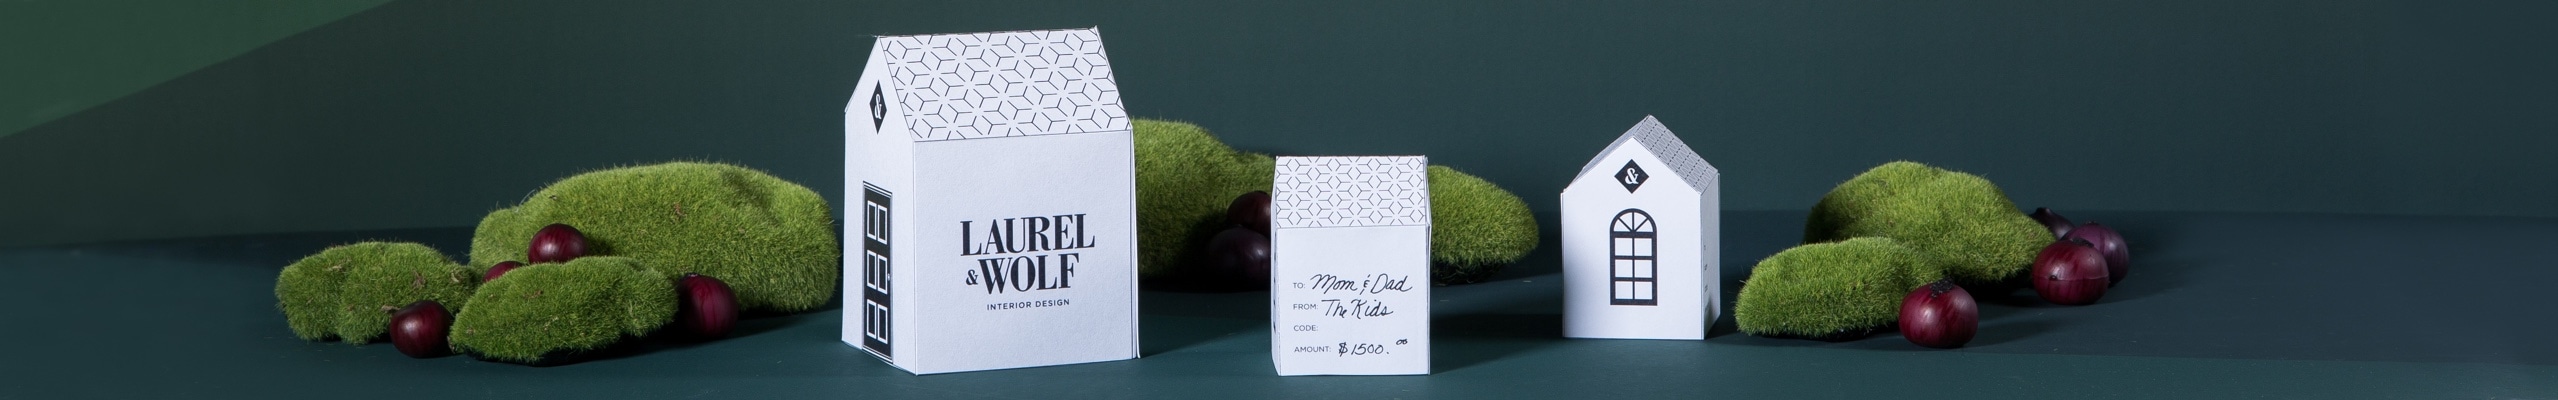 &
LAUREL
& WOLF
INTERIOR DESIGN
TO: Mom & Dad
FROM: The Kids
CODE:
AMOUNT: $1500.00
&